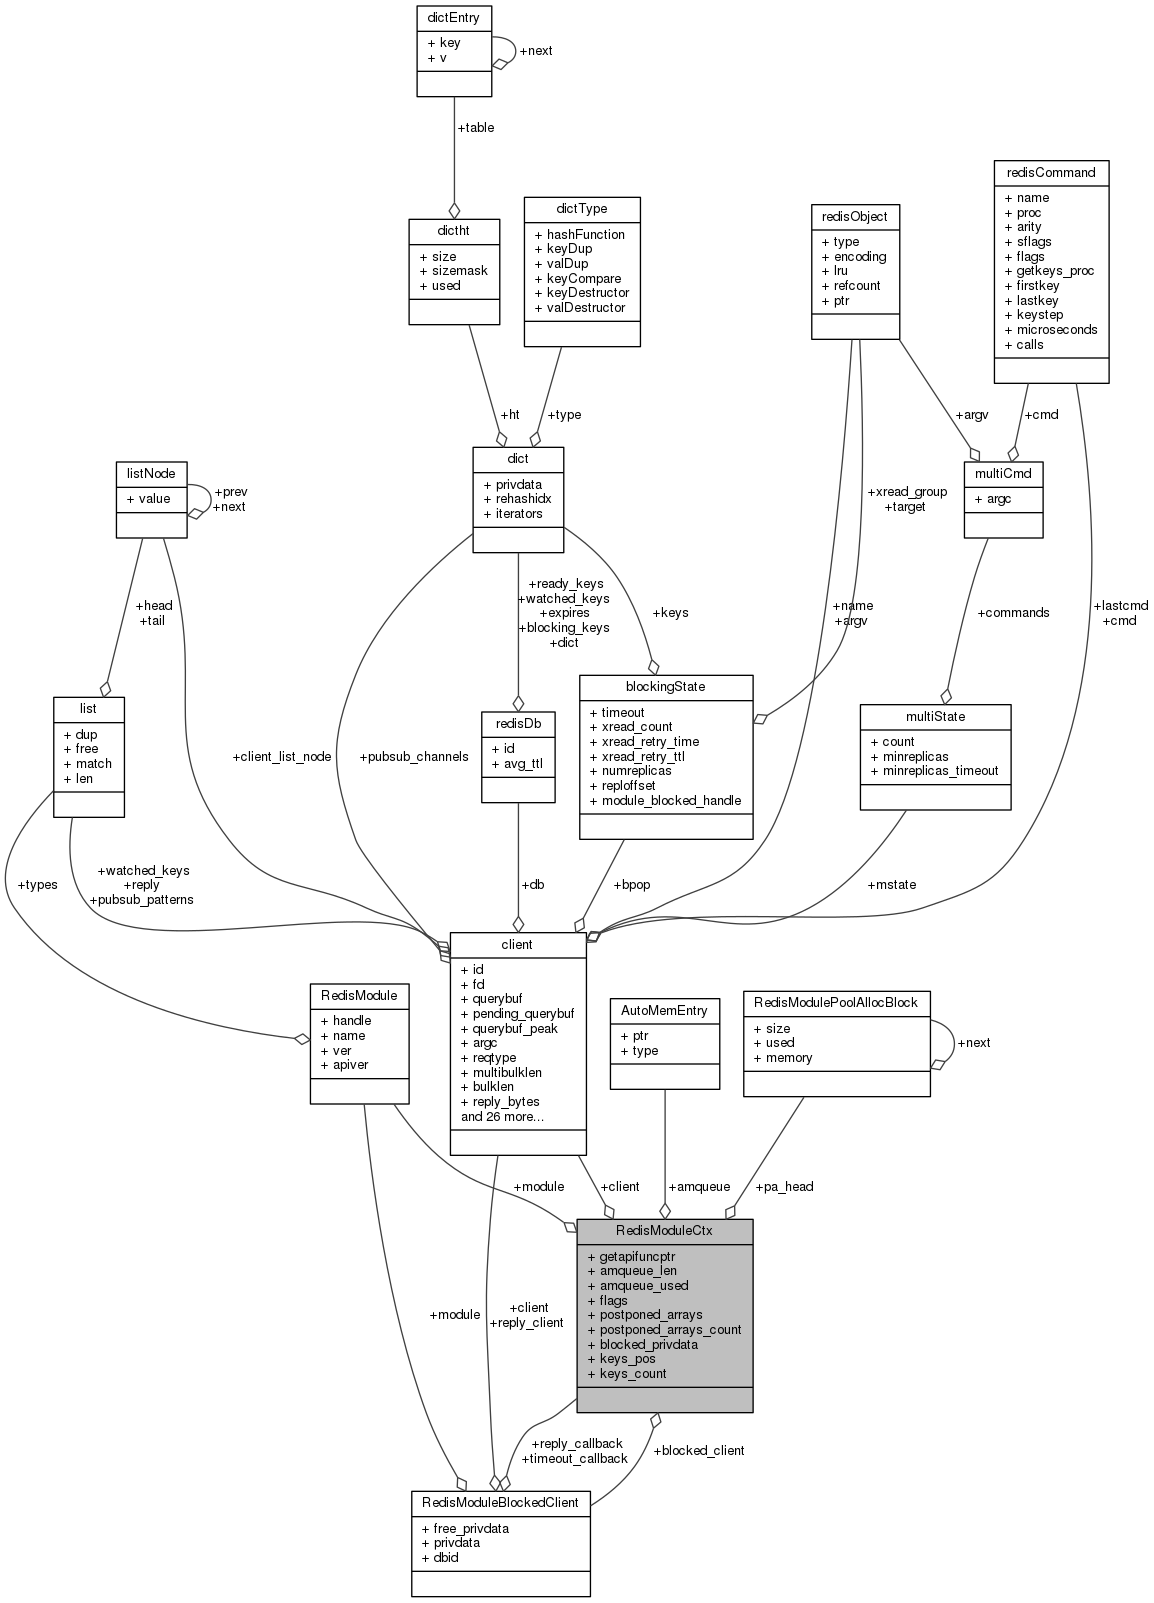 dictEntry
+ key
+ v
+next
+table
dictht
+ size
+ sizemask
+ used
dictType
+ hashFunction
+ keyDup
+ valDup
+ keyCompare
+ keyDestructor
+ valDestructor
redisObject
+ type
+ encoding
+ lru
+ refcount
+ ptr
redisCommand
+ name
+ proc
+ arity
+ sflags
+ flags
+ getkeys_proc
+ firstkey
+ lastkey
+ keystep
+ microseconds
+ calls
+ht
+type
+argv
+cmd
listNode
+ value
+prev
+next
dict
+ privdata
+ rehashidx
+ iterators
+xread_group
+target
multiCmd
+ argc
+head
+tail
+ready_keys
+watched_keys
+expires
+blocking_keys
+dict
+keys
+name
+argv
+commands
+lastcmd
+cmd
list
+ dup
+ free
+ match
+ len
+client_list_node
+pubsub_channels
redisDb
+ id
+ avg_ttl
blockingState
+ timeout
+ xread_count
+ xread_retry_time
+ xread_retry_ttl
+ numreplicas
+ reploffset
+ module_blocked_handle
multiState
+ count
+ minreplicas
+ minreplicas_timeout
+types
+watched_keys
+reply
+pubsub_patterns
+db
+bpop
+mstate
client
+ id
+ fd
+ querybuf
+ pending_querybuf
+ querybuf_peak
+ argc
+ reqtype
+ multibulklen
+ bulklen
+ reply_bytes
and 26 more...
RedisModule
+ handle
+ name
+ ver
+ apiver
AutoMemEntry
+ ptr
+ type
RedisModulePoolAllocBlock
+ size
+ used
+ memory
+next
+module
+client
+amqueue
+pa_head
RedisModuleCtx
+ getapifuncptr
+ amqueue_len
+ amqueue_used
+ flags
+ postponed_arrays
+ postponed_arrays_count
+ blocked_privdata
+ keys_pos
+ keys_count
+module
+client
+reply_client
+reply_callback
+timeout_callback
+blocked_client
RedisModuleBlockedClient
+ free_privdata
+ privdata
+ dbid